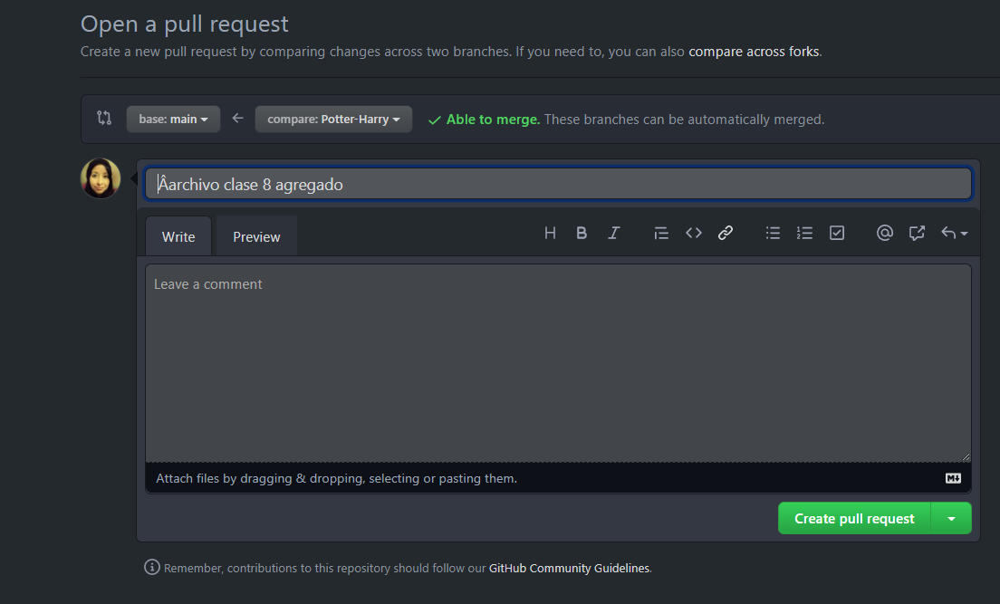 Open a pull request
Create a new pull request by comparing changes across two branches. If you need to, you can also compare across forks.
base: main compare: Potter-Harry Able to merge. These branches can be automatically merged.
Âarchivo clase 8 agregado
Write Preview H B I @
Leave a comment
Attach files by dragging & dropping, selecting or pasting them. M↓
Create pull request
Remember, contributions to this repository should follow our GitHub Community Guidelines.